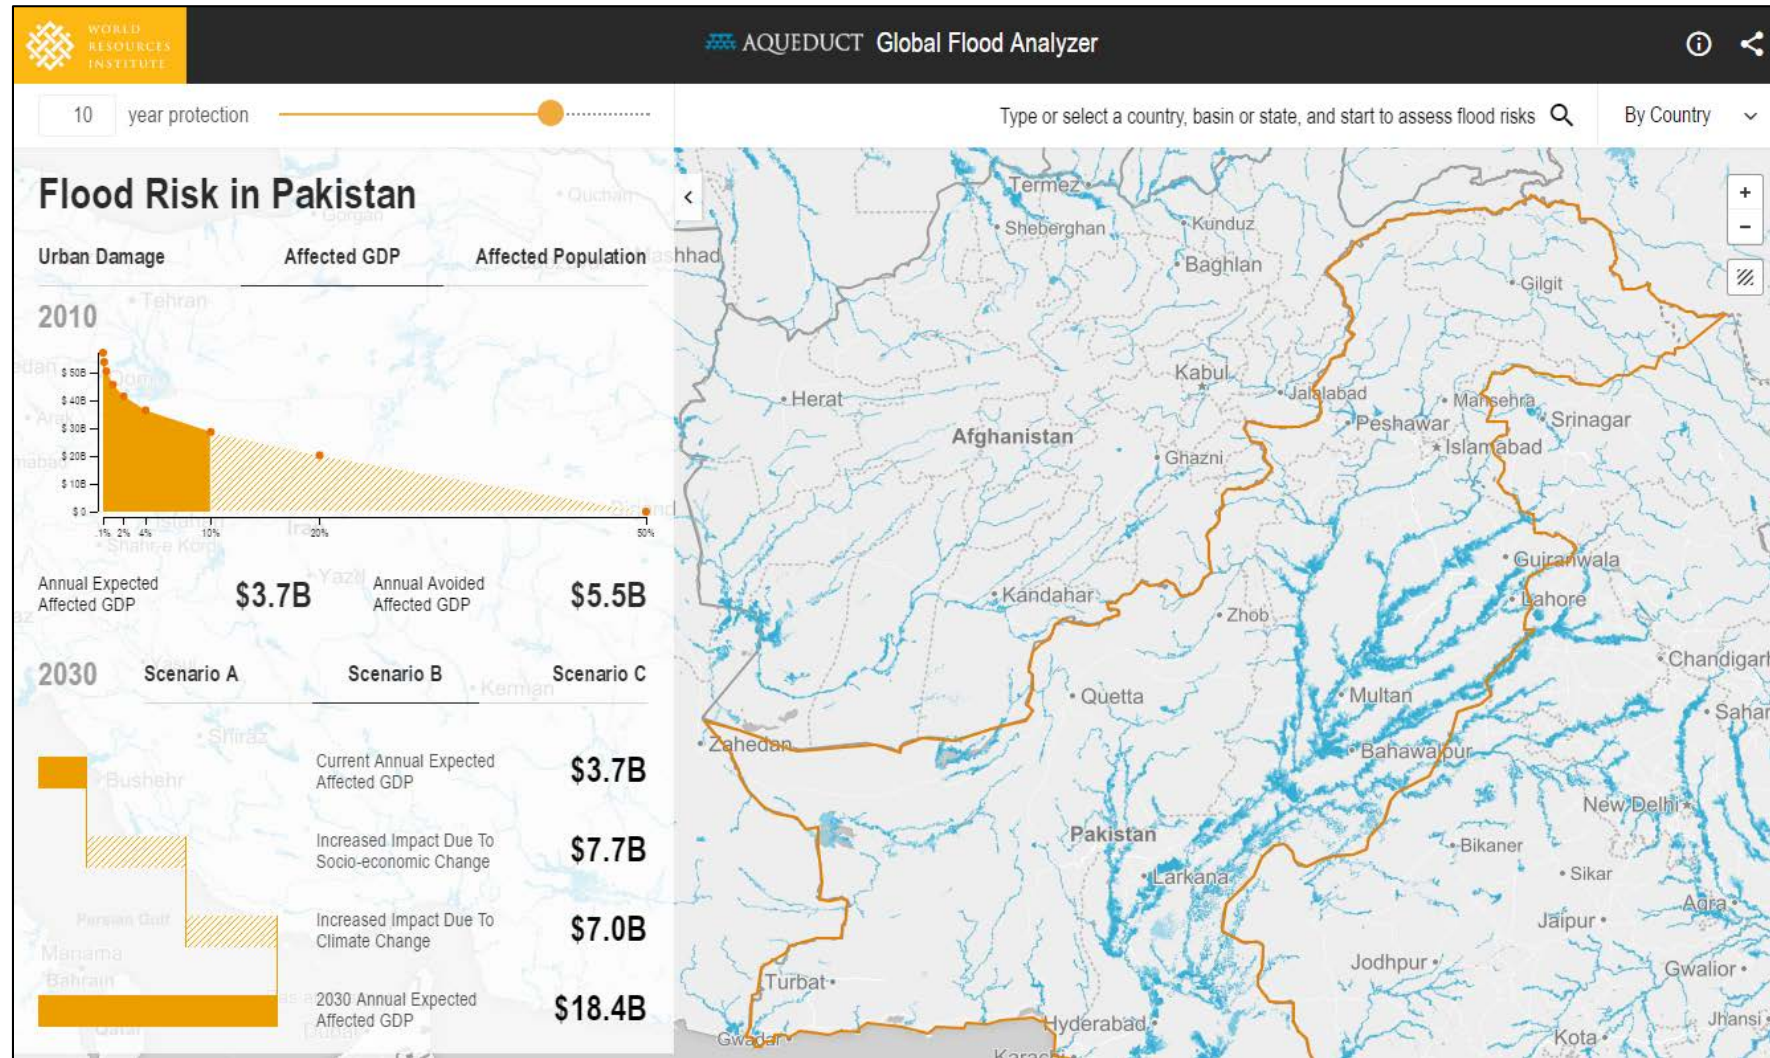 WORLD
RESOURCES
INSTITUTE
AQUEDUCT Global Flood Analyzer
10 year protection
Type or select a country, basin or state, and start to assess flood risks
By Country
Flood Risk in Pakistan
Urban Damage Affected GDP Affected Population
2010
$ 50B
$ 40B
$ 30B
$ 20B
$ 10B
$ 0
.1% 2% 4% 10% 20% 50%
Annual Expected
Affected GDP
$3.7B
Annual Avoided
Affected GDP
$5.5B
2030 Scenario A Scenario B Scenario C
Current Annual Expected
Affected GDP
$3.7B
Increased Impact Due To
Socio-economic Change
$7.7B
Increased Impact Due To
Climate Change
$7.0B
2030 Annual Expected
Affected GDP
$18.4B
Quchan
Gorgan
Tehran
Arak
Yazd
Kerman
Shiraz
Bushehr
Persian Gulf
Manama
Bahrain
Termez
Sheberghan
Kunduz
Baghlan
Gilgit
Kabul
Jalalabad
Herat
Mansehra
Srinagar
Peshawar
Afghanistan
Islamabad
Ghazni
Gujranwala
Kandahar
Lahore
Zhob
Chandigarh
Quetta
Multan
Sahar
Zahedan
Bahawalpur
New Delhi
Pakistan
Bikaner
Larkana
Sikar
Agra
Jaipur
Jodhpur
Gwalior
Turbat
Hyderabad
Jhansi
Gwadar
Kota
Karachi
+
−